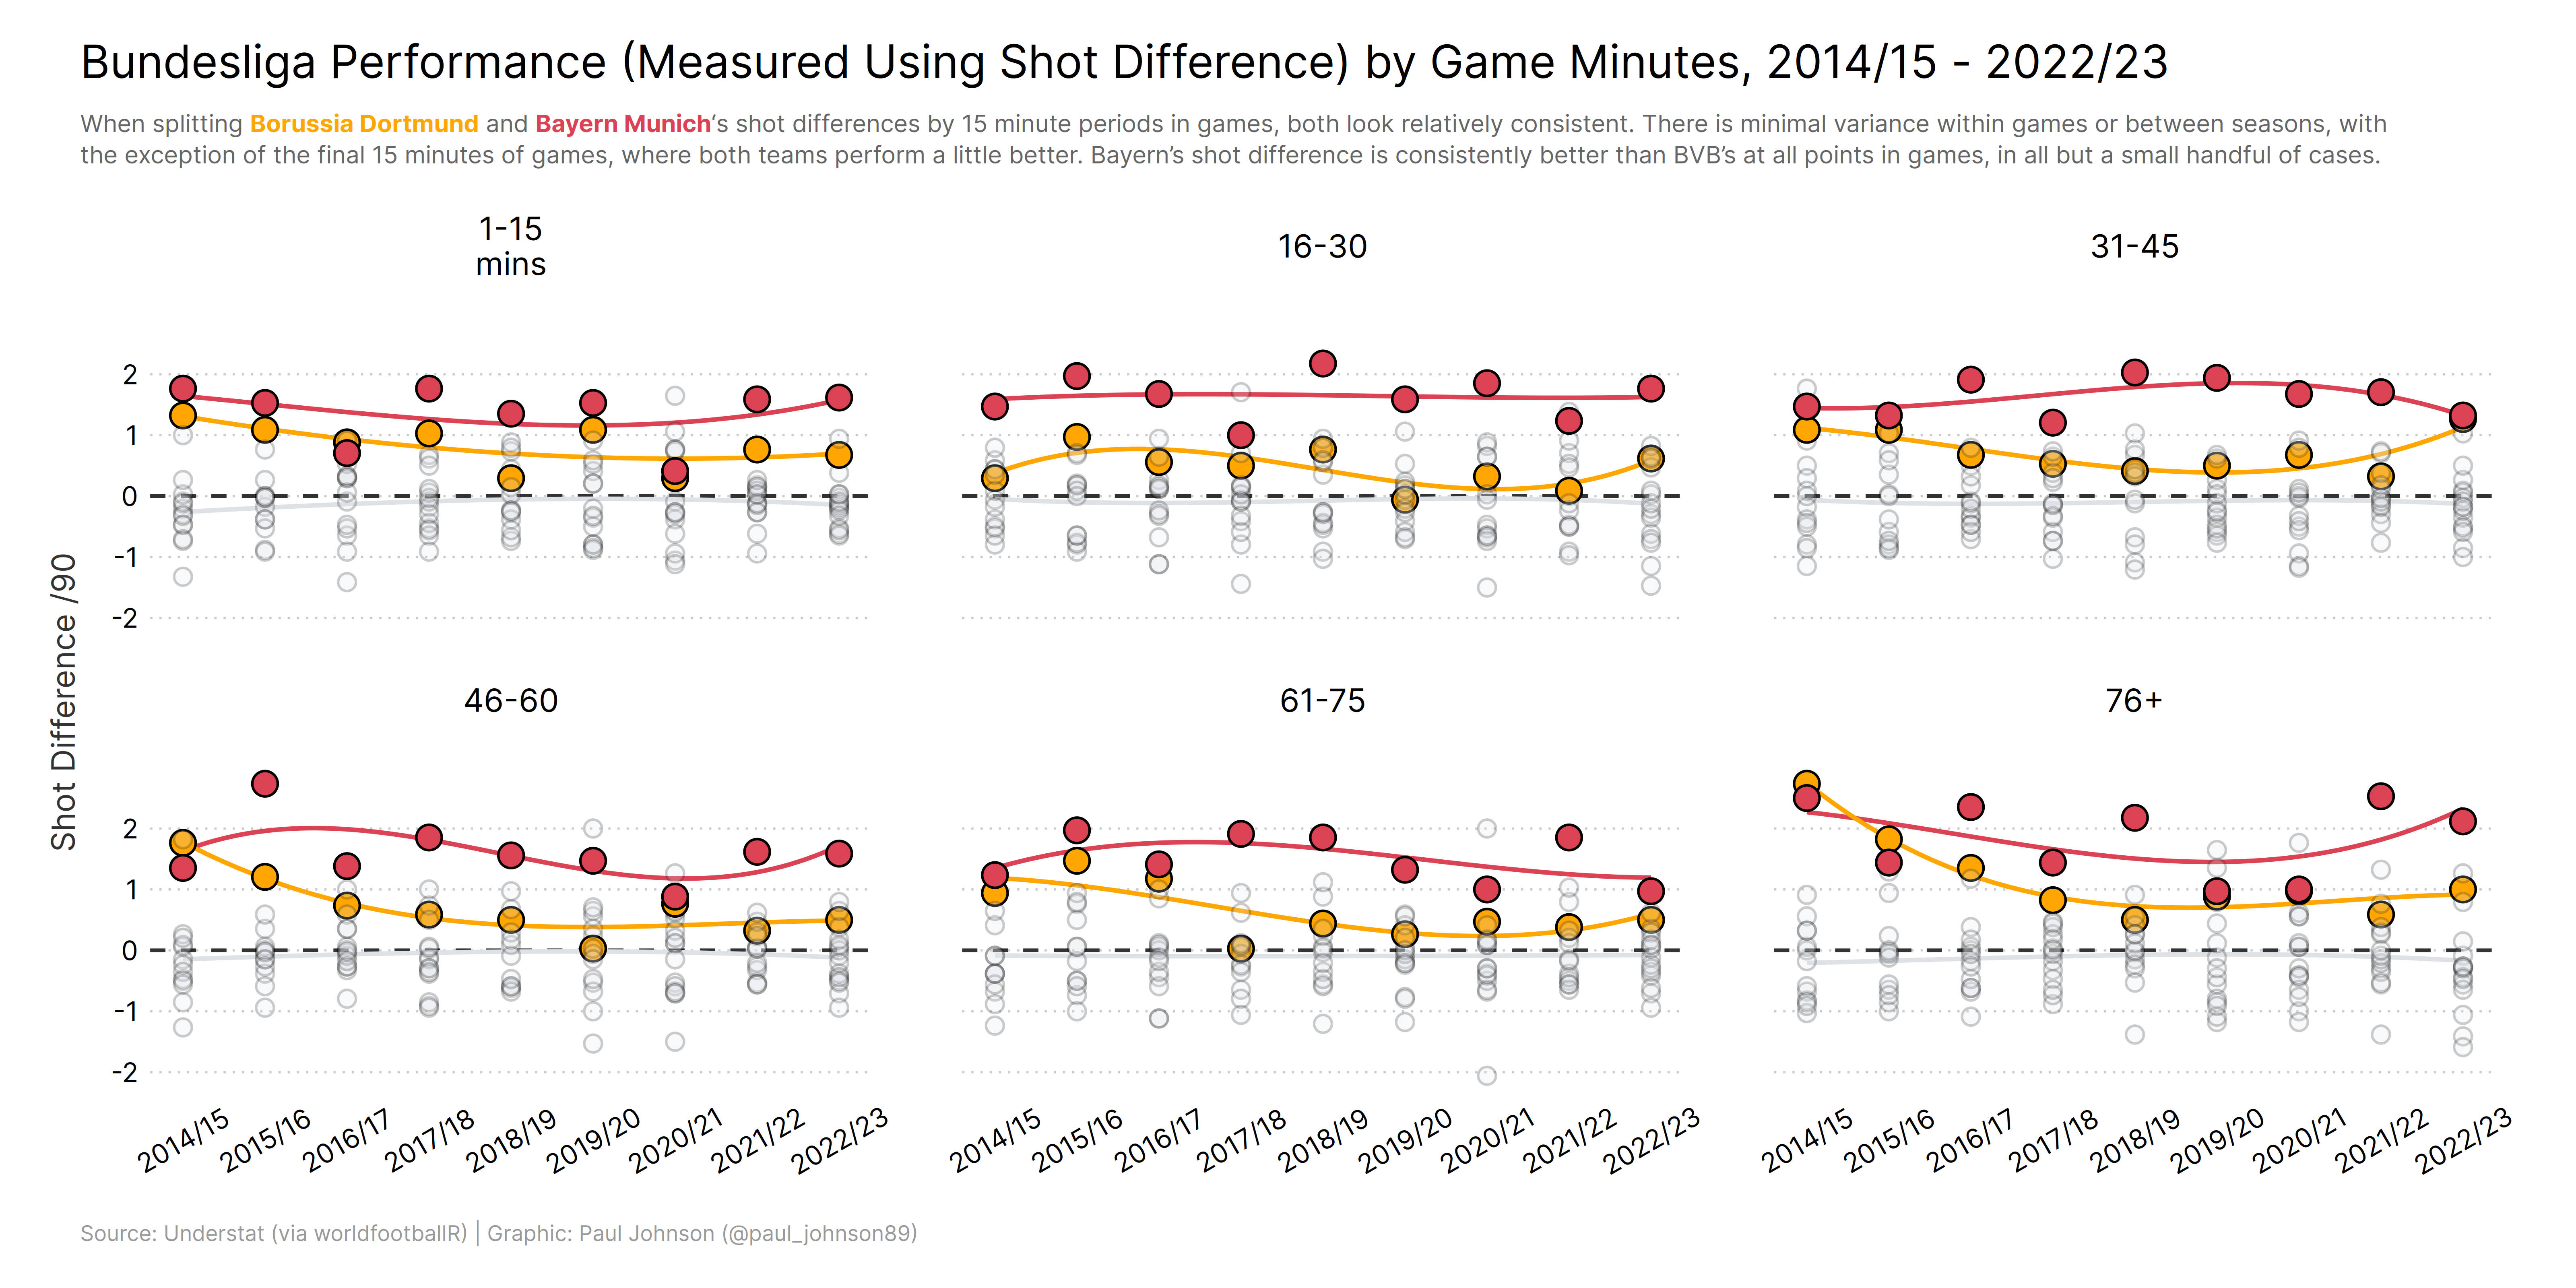 Bundesliga Performance (Measured Using Shot Difference) by Game Minutes, 2014/15 - 2022/23
When splitting Borussia Dortmund and Bayern Munich‘s shot differences by 15 minute periods in games, both look relatively consistent. There is minimal variance within games or between seasons, with
the exception of the final 15 minutes of games, where both teams perform a little better. Bayern’s shot difference is consistently better than BVB’s at all points in games, in all but a small handful of cases.
1-15
mins
16-30
31-45
2
1
0
-1
-2
Shot Difference /90
46-60
61-75
76+
2
1
0
-1
-2
2014/15 2015/16 2016/17 2017/18 2018/19 2019/20 2020/21 2021/22 2022/23
2014/15 2015/16 2016/17 2017/18 2018/19 2019/20 2020/21 2021/22 2022/23
2014/15 2015/16 2016/17 2017/18 2018/19 2019/20 2020/21 2021/22 2022/23
Source: Understat (via worldfootballR) | Graphic: Paul Johnson (@paul_johnson89)